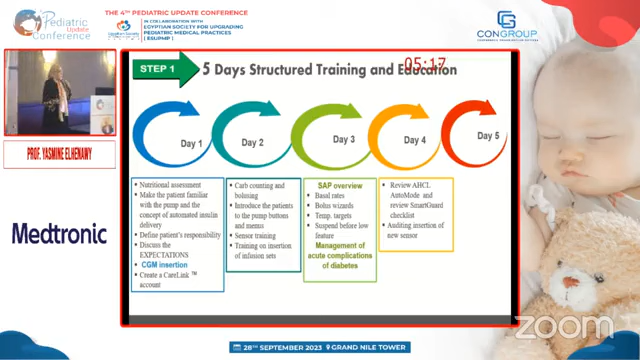 Pediatric
Update
Conference
THE 4TH PEDIATRIC UPDATE CONFERENCE
IN COLLABORATION WITH
EGYPTIAN SOCIETY FOR UPGRADING
PEDIATRIC MEDICAL PRACTICES
(ESUPMP)
CONGROUP
STEP 1
5 Days Structured Training and Education
05:17
Day 1
Day 2
Day 3
Day 4
Day 5
Nutritional assessment
Make the patient
familiar with the
pump and the
concept of
automated insulin
delivery
Define patient's responsibility
Discuss the
EXPECTATIONS
CGM insertion
Create a CareLink ™
account
Carb counting and
bolusing
Introduce the patients
to the pump buttons
and menus
Sensor training
Training on insertion
of infusion sets
SAP overview
Basal rates
Bolus wizards
Temp. targets
Suspend before low
feature
Management of
acute complications
of diabetes
Review AHCL
AutoMode and
review SmartGuard
checklist
Auditing insertion of
new sensor
PROF. YASMINE ELHENAWY
Medtronic
28TH SEPTEMBER 2023
GRAND NILE TOWER
zoom